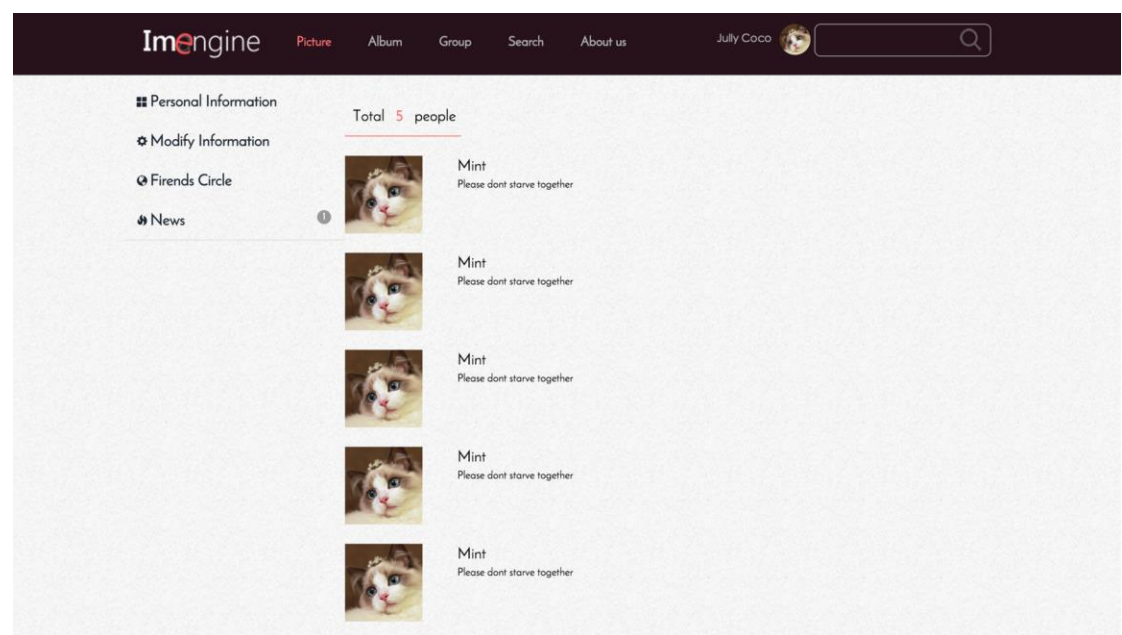 Imengine Picture Album Group Search About us Jully Coco
Personal Information
Modify Information
Firends Circle
News 1
Total 5 people
Mint
Please dont starve together
Mint
Please dont starve together
Mint
Please dont starve together
Mint
Please dont starve together
Mint
Please dont starve together